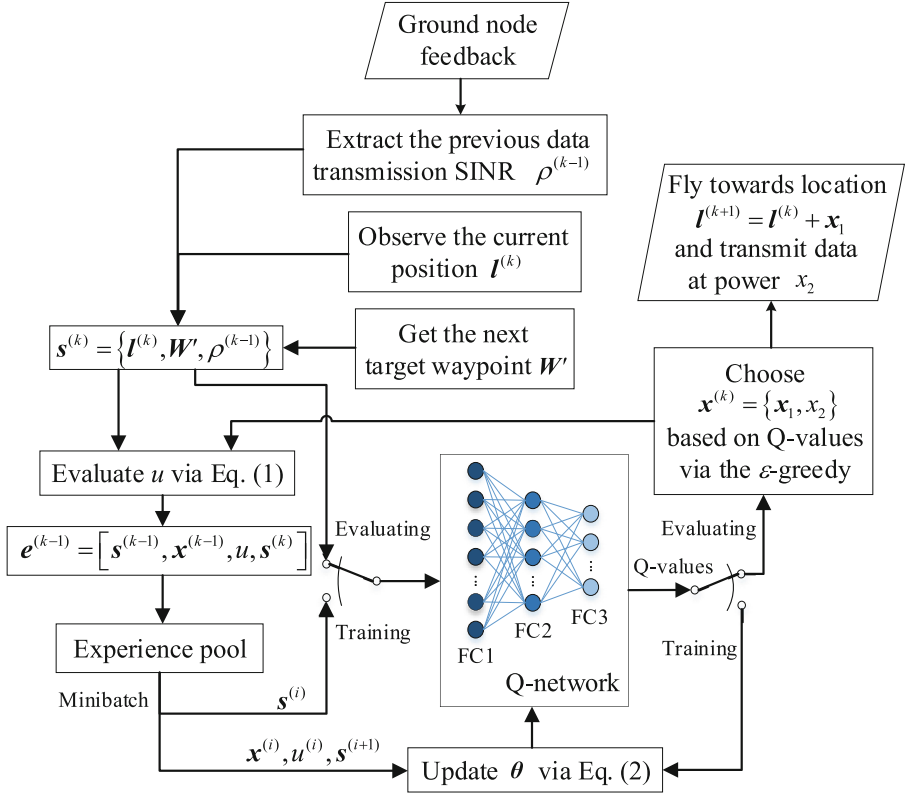 Ground node
feedback
Extract the previous data
transmission SINR ρ^(k−1)
Fly towards location
l^(k+1) = l^(k) + x_1
and transmit data
at power x_2
Observe the current
position l^(k)
s^(k) = {l^(k), W′, ρ^(k−1)}
Get the next
target waypoint W′
Choose
x^(k) = {x_1, x_2}
based on Q-values
via the ε-greedy
Evaluate u via Eq. (1)
e^(k−1) = [s^(k−1), x^(k−1), u, s^(k)]
Evaluating
Training
Experience pool
Minibatch
s^(i)
x^(i), u^(i), s^(i+1)
FC1
FC2
FC3
Q-network
Q-values
Evaluating
Training
Update θ via Eq. (2)